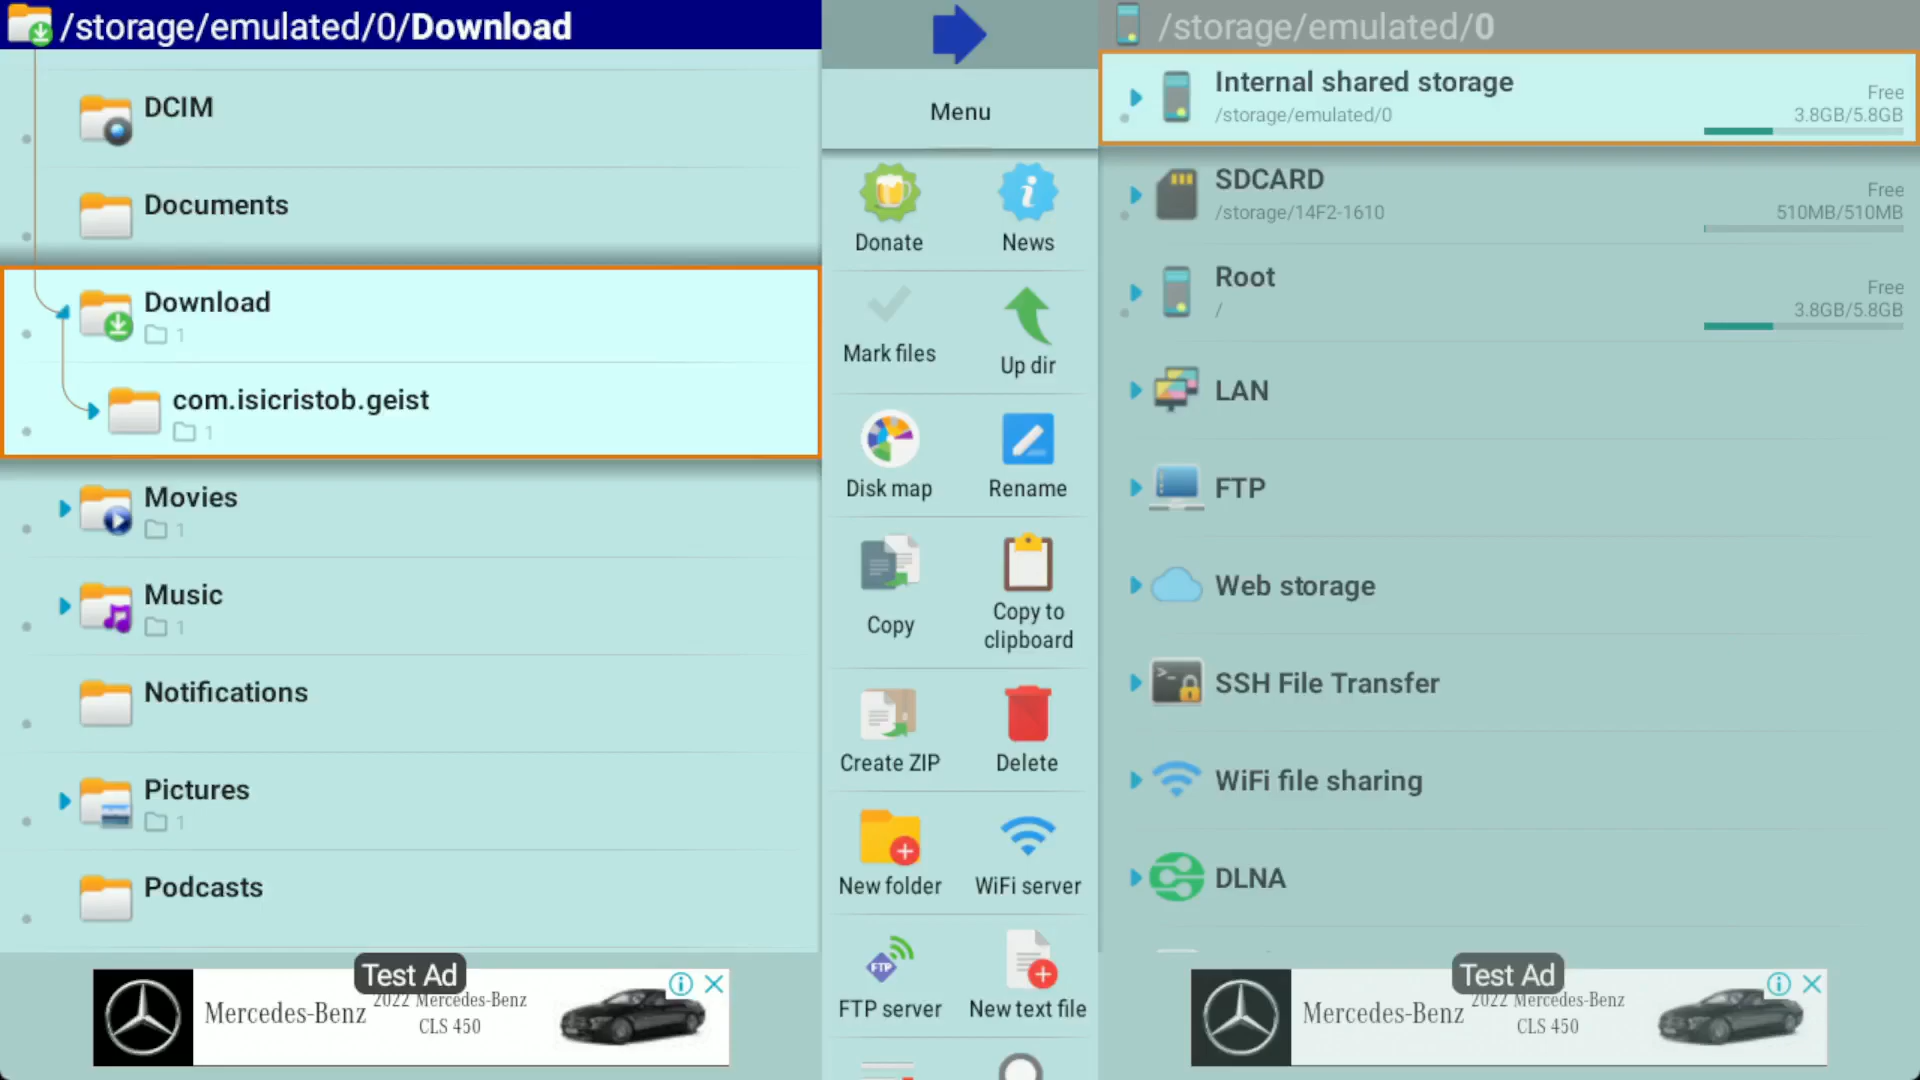 /storage/emulated/0/Download
DCIM
Documents
Download
1
com.isicristob.geist
1
Movies
1
Music
1
Notifications
Pictures
1
Podcasts
Test Ad
Mercedes-Benz
2022 Mercedes-Benz
CLS 450
Menu
Donate
News
Mark files
Up dir
Disk map
Rename
Copy
Copy to
clipboard
Create ZIP
Delete
New folder
WiFi server
FTP
FTP server
New text file
/storage/emulated/0
Internal shared storage
/storage/emulated/0
Free
3.8GB/5.8GB
SDCARD
/storage/14F2-1610
Free
510MB/510MB
Root
/
Free
3.8GB/5.8GB
LAN
FTP
Web storage
SSH File Transfer
WiFi file sharing
DLNA
Test Ad
Mercedes-Benz
2022 Mercedes-Benz
CLS 450